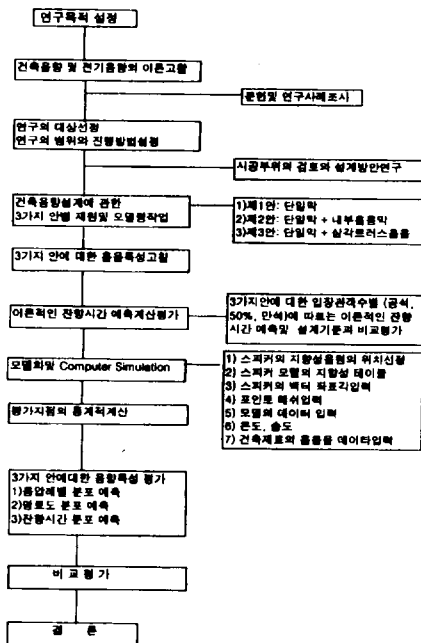 연구목적 설정
건축음향 및 전기음향의 이론고찰
문헌및 연구사례조사
연구의 대상선정
연구의 범위와 진행방법설정
시공부위의 검토와 설계방안연구
건축음향설계에 관한
3가지 안별 재원및 모델링작업
1)제1안: 단일막
2)제2안: 단일막 + 내부흡음막
3)제3안: 단일막 + 삼각트러스흡음
3가지 안에 대한 흡음특성고찰
이론적인 잔향시간 예측계산평가
3가지안에 대한 입장관객수별 (공석,
50%, 만석)에 따르는 이론적인 잔향
시간 예측및 설계기준과 비교평가
모델화및 Computer Simulation
1) 스피커의 지향성음원의 위치선정
2) 스피커 모델의 지향성 테이블
3) 스피커의 벡터 좌표각입력
4) 포인트 매쉬입력
5) 모델의 데이터 입력
6) 온도, 습도
7) 건축재료의 흡음율 데이타입력
평가지점의 통계적계산
3가지 안에대한 음향특성 평가
1)음압레벨 분포 예측
2)명료도 분포 예측
3)잔향시간 분포 예측
비 교 평 가
결 론